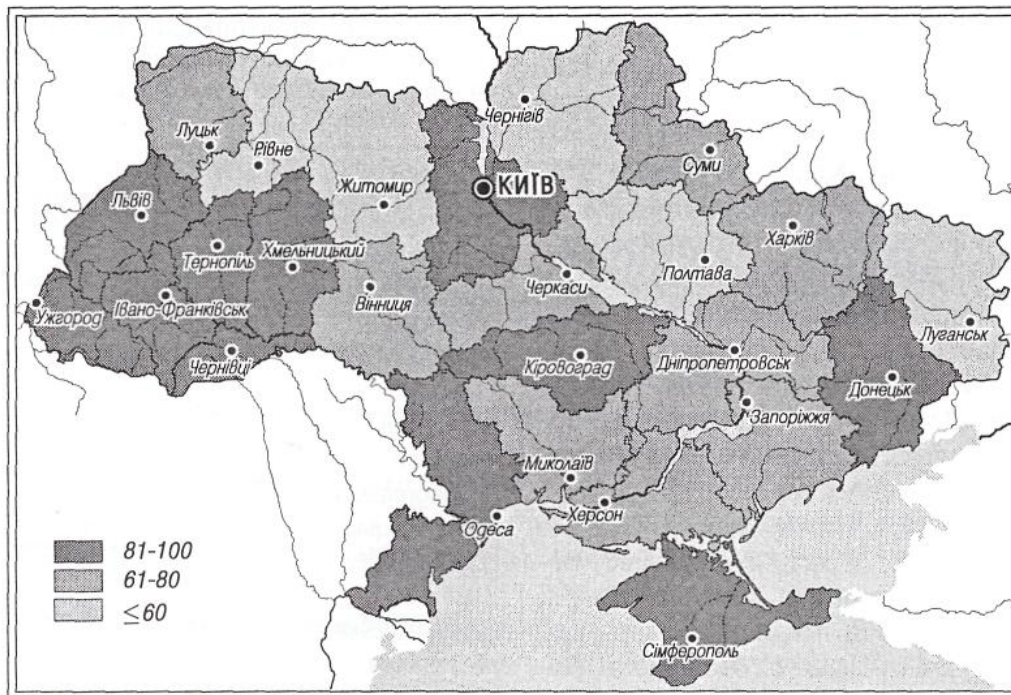 Чернігів
Луцьк
Рівне
Суми
КИЇВ
Житомир
Львів
Харків
Тернопіль
Хмельницький
Полтава
Черкаси
Вінниця
Івано-Франківськ
Ужгород
Луганськ
Чернівці
Кіровоград
Дніпропетровськ
Донецьк
Запоріжжя
Миколаїв
Херсон
Одеса
81-100
61-80
≤60
Сімферополь